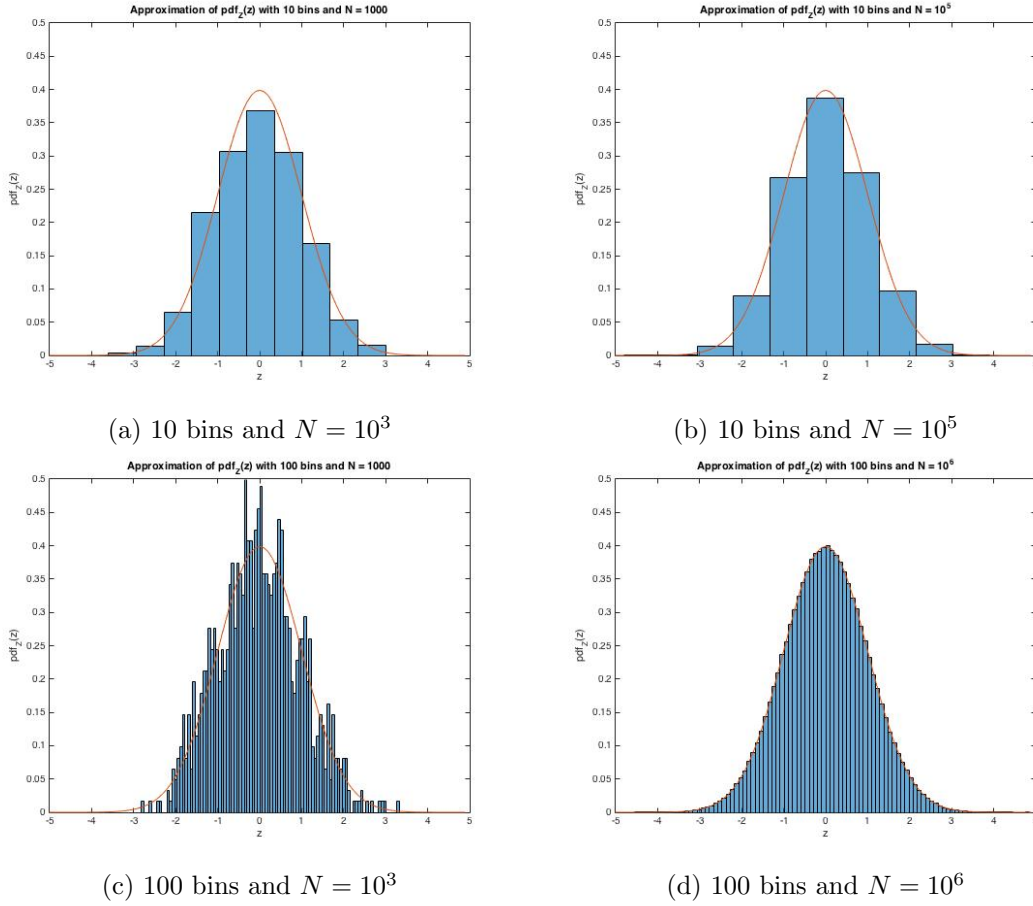 Approximation of pdf_Z(z) with 10 bins and N = 1000
0.5
0.45
0.4
0.35
0.3
0.25
0.2
0.15
0.1
0.05
0
pdf_Z(z)
-5 -4 -3 -2 -1 0 1 2 3 4 5
z
(a) 10 bins and N = 10^3
Approximation of pdf_Z(z) with 10 bins and N = 10^5
0.5
0.45
0.4
0.35
0.3
0.25
0.2
0.15
0.1
0.05
0
pdf_Z(z)
-5 -4 -3 -2 -1 0 1 2 3 4
z
(b) 10 bins and N = 10^5
Approximation of pdf_Z(z) with 100 bins and N = 1000
0.5
0.45
0.4
0.35
0.3
0.25
0.2
0.15
0.1
0.05
0
pdf_Z(z)
-5 -4 -3 -2 -1 0 1 2 3 4 5
z
(c) 100 bins and N = 10^3
Approximation of pdf_Z(z) with 100 bins and N = 10^6
0.5
0.45
0.4
0.35
0.3
0.25
0.2
0.15
0.1
0.05
0
pdf_Z(z)
-5 -4 -3 -2 -1 0 1 2 3 4
z
(d) 100 bins and N = 10^6